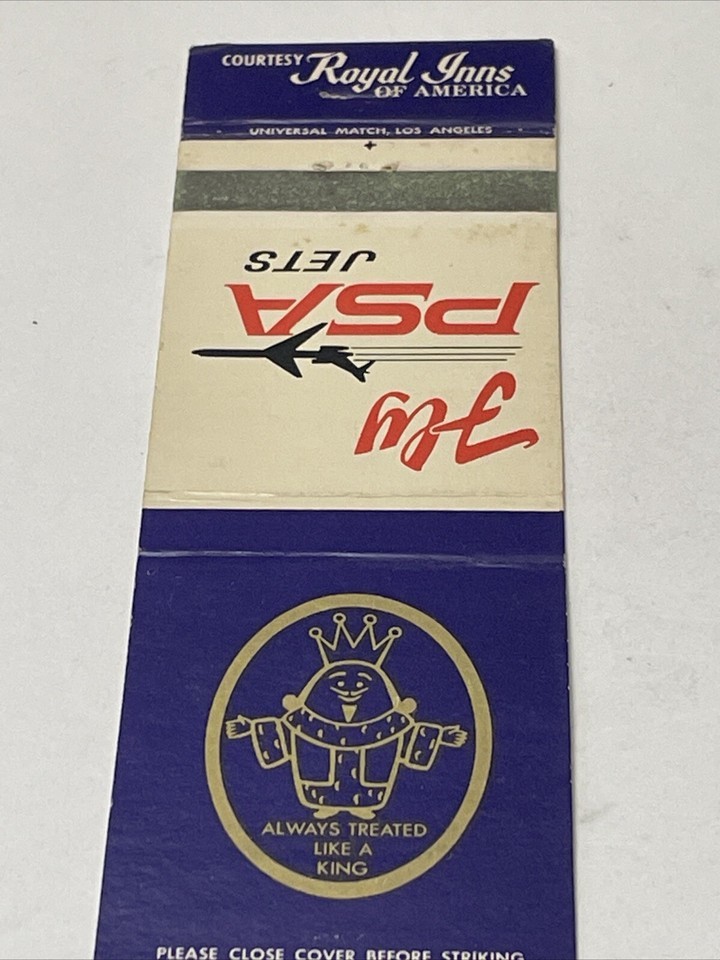 COURTESY Royal Inns
OF AMERICA
UNIVERSAL MATCH, LOS ANGELES
Fly
PSA
JETS
ALWAYS TREATED
LIKE A
KING
PLEASE CLOSE COVER BEFORE STRIKING